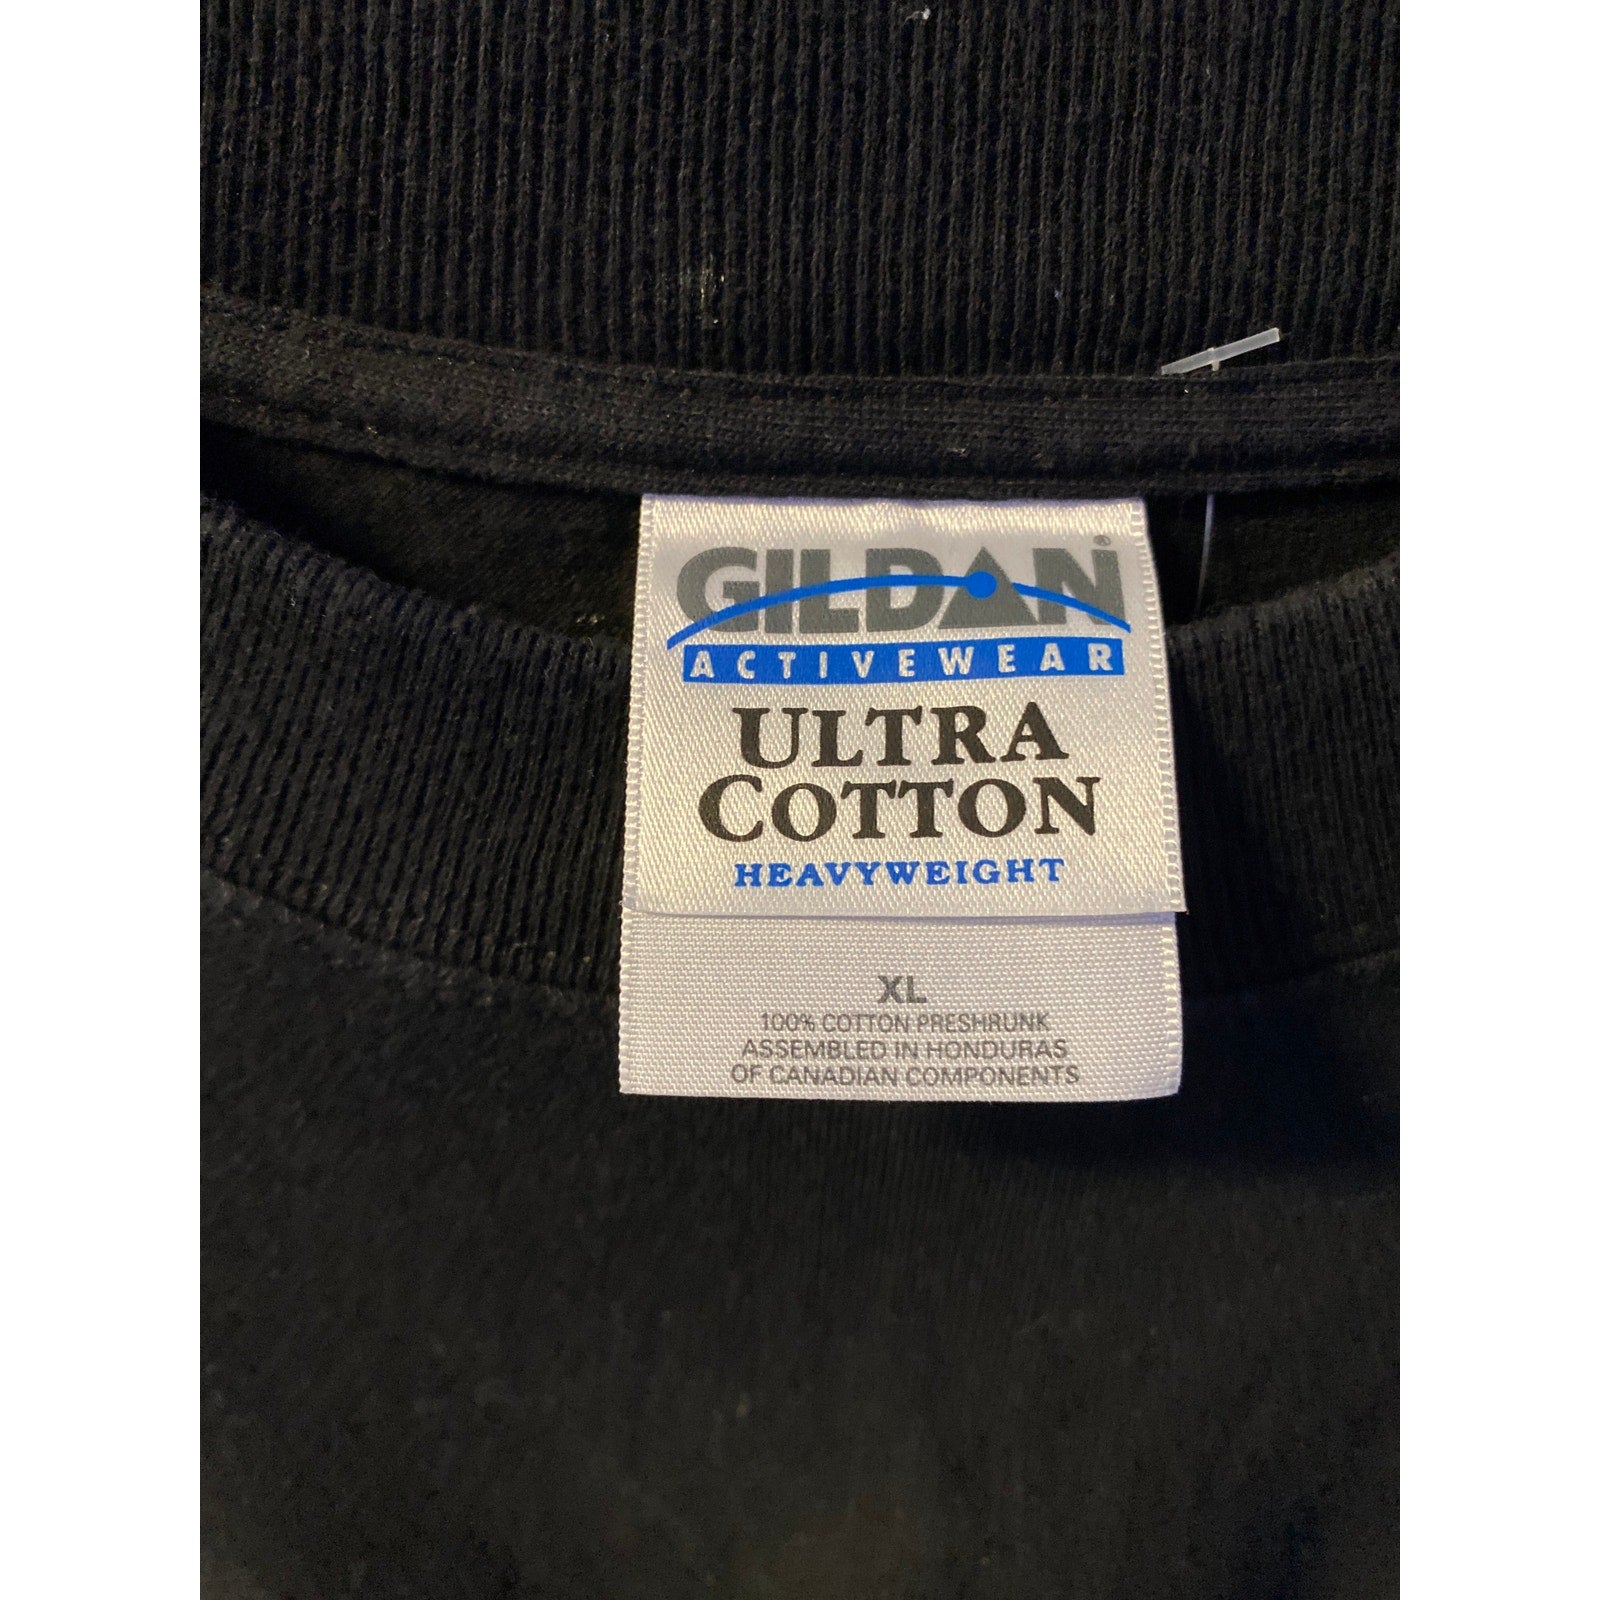 GILDAN®
ACTIVEWEAR
ULTRA
COTTON
HEAVYWEIGHT
XL
100% COTTON PRESHRUNK
ASSEMBLED IN HONDURAS
OF CANADIAN COMPONENTS